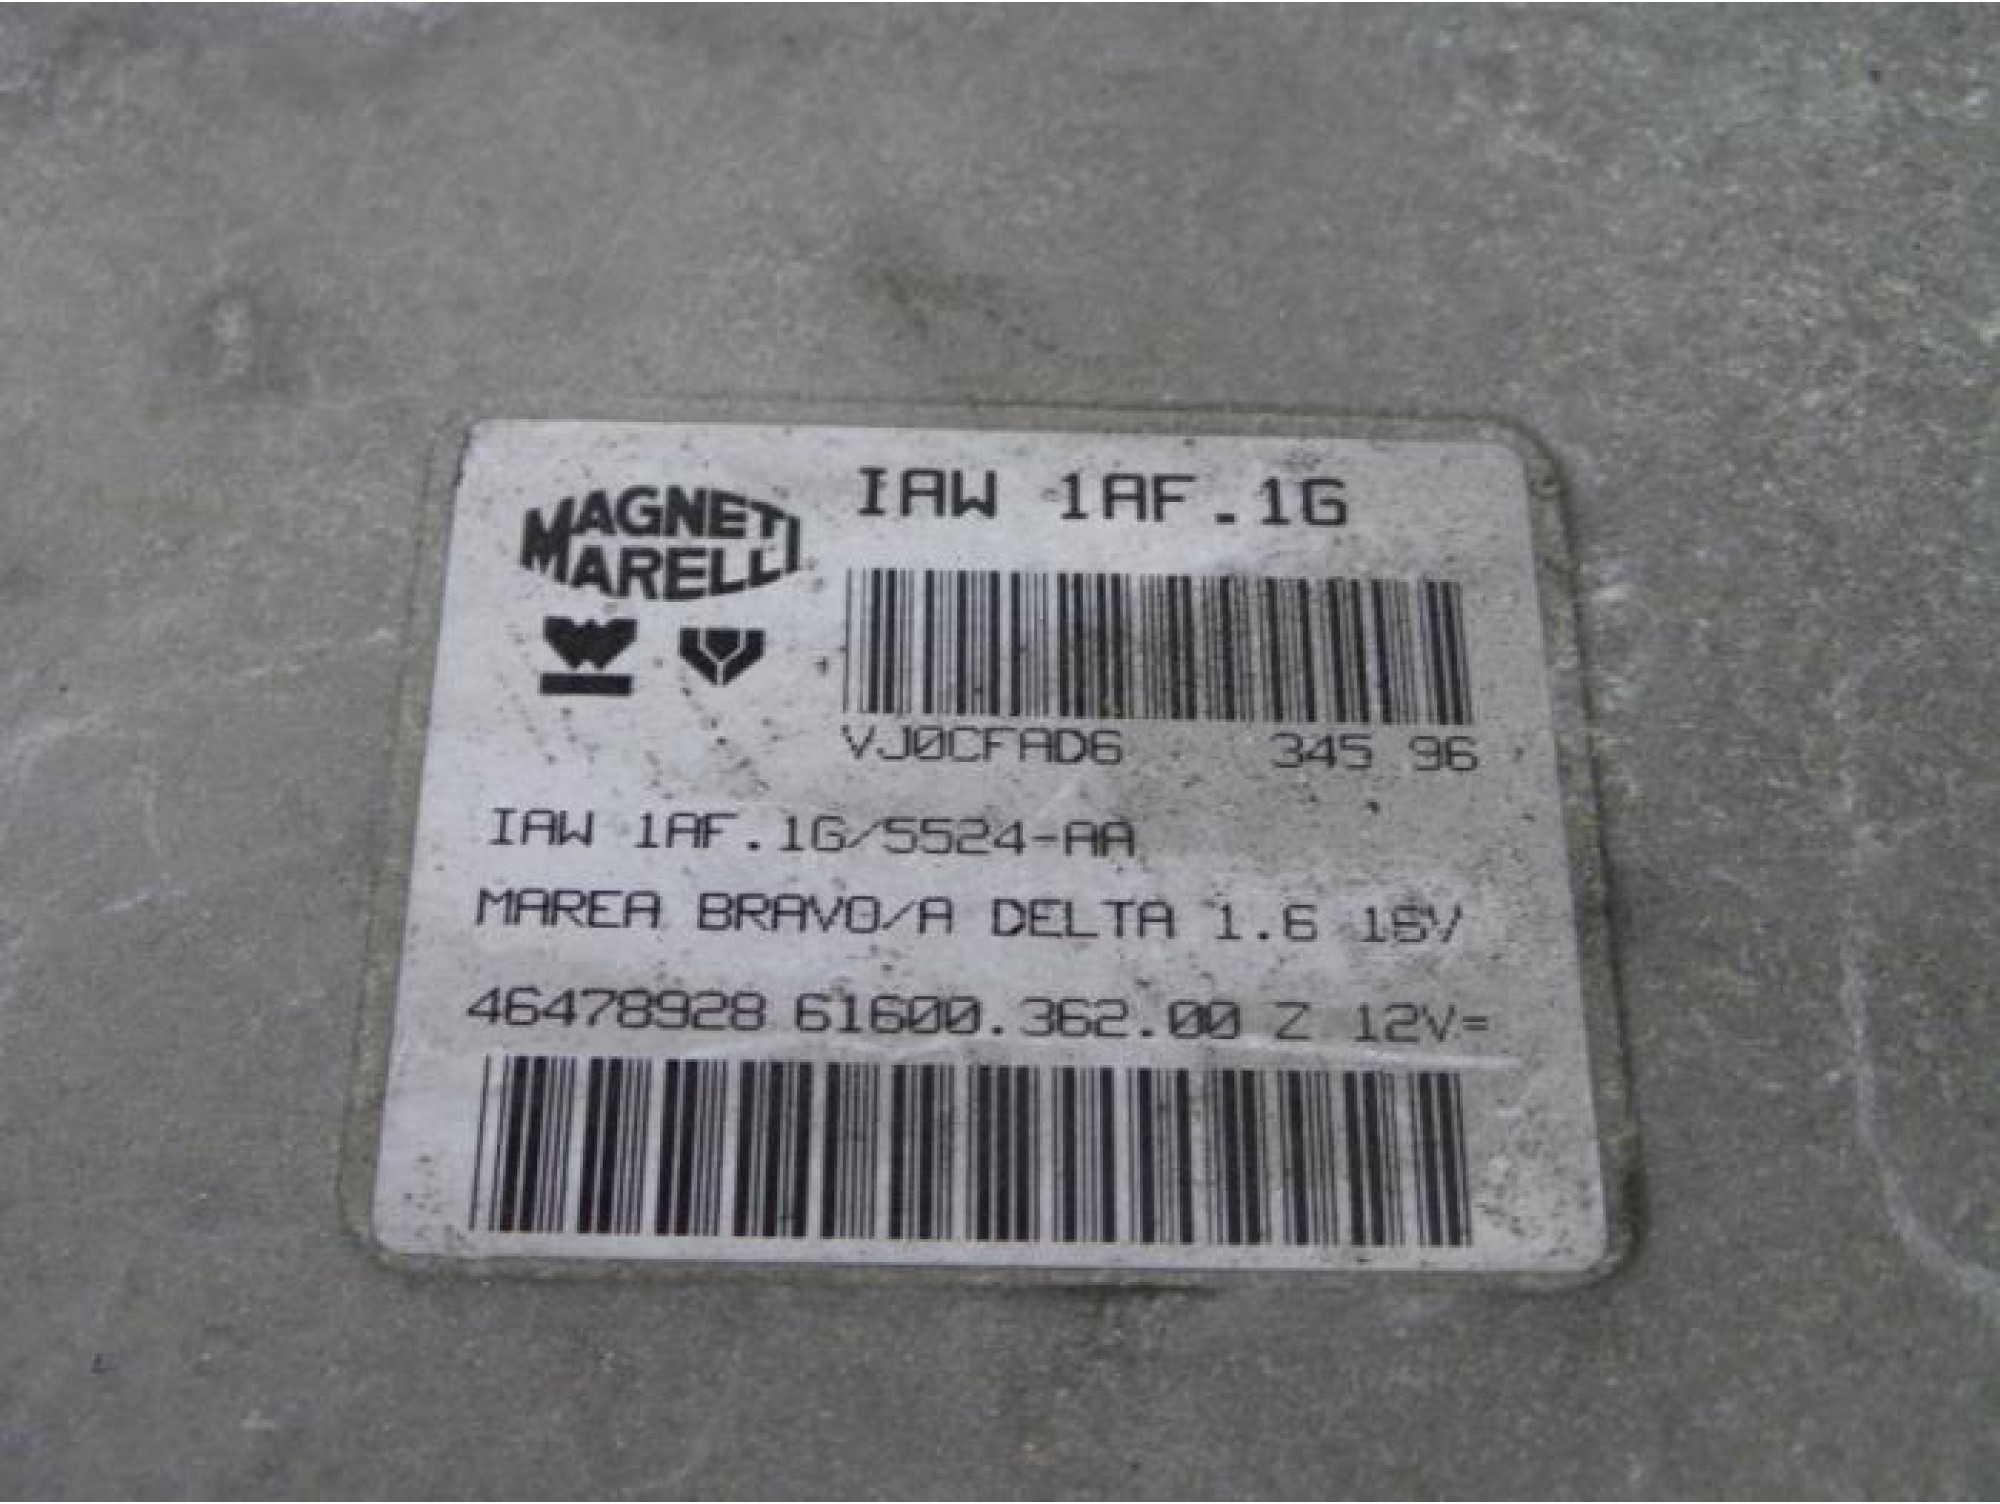 MAGNETI
MARELLI
IAW 1AF.1G
VJ0CFAD6 345 96
IAW 1AF.1G/5524-AA
MAREA BRAVO/A DELTA 1.6 16V
46478928 61600.362.00 Z 12V=